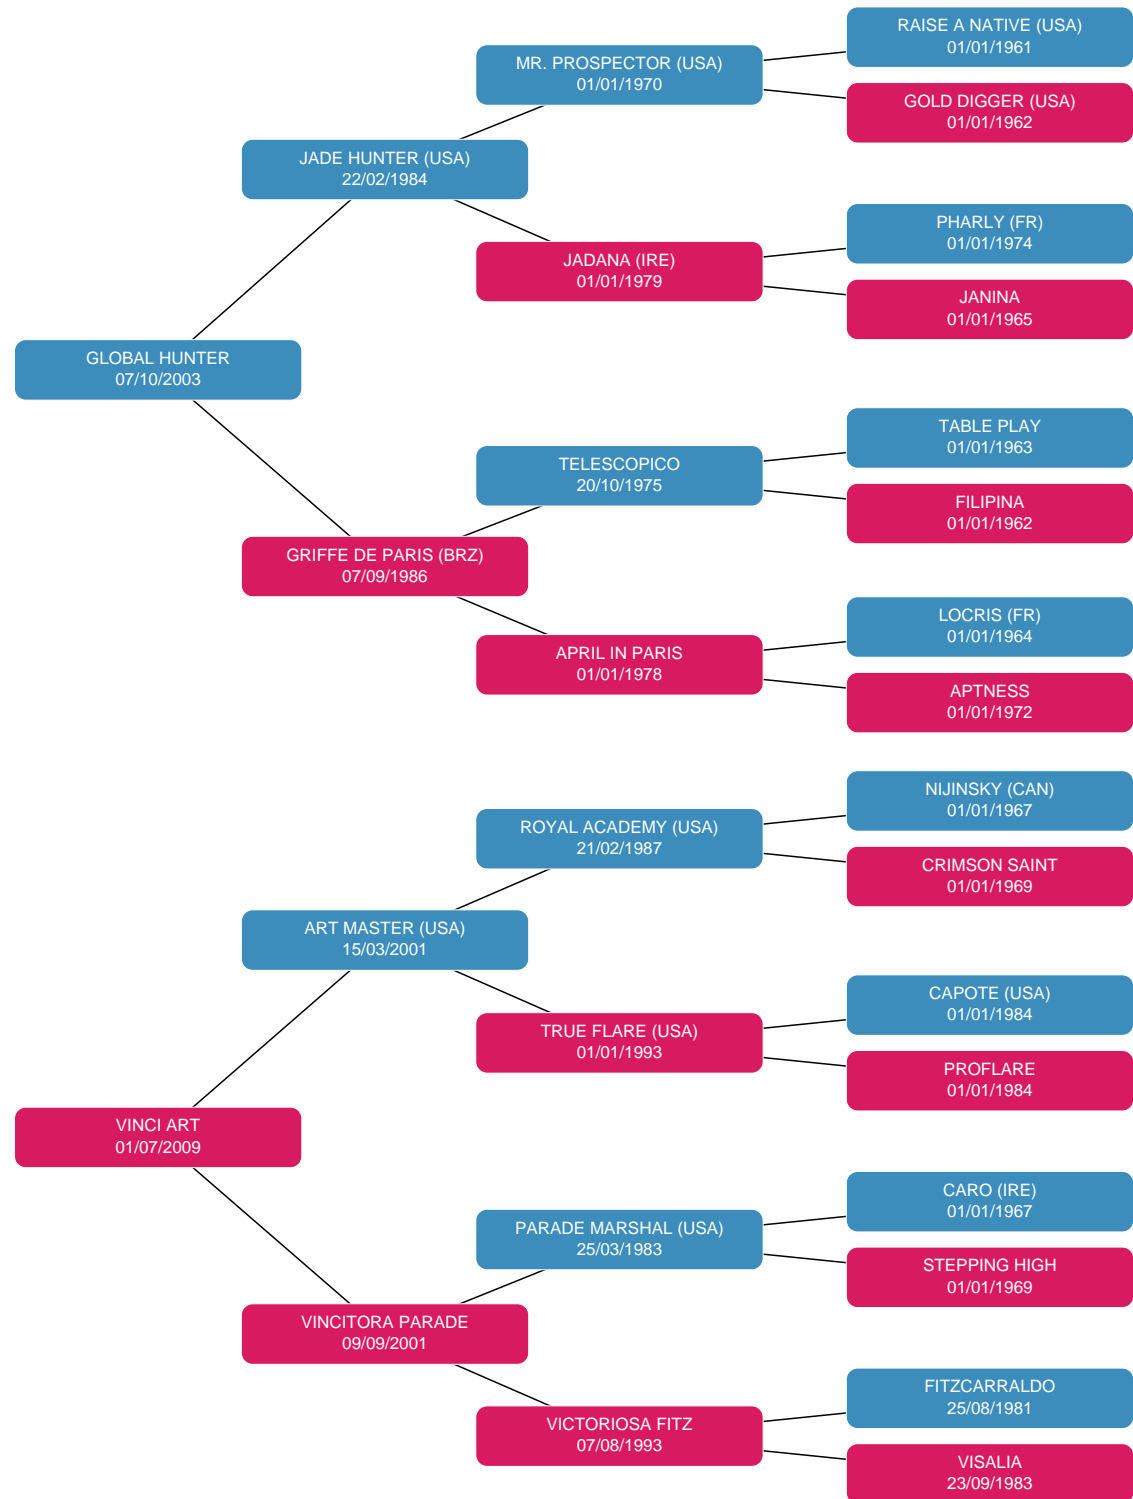 RAISE A NATIVE (USA)
01/01/1961
MR. PROSPECTOR (USA)
01/01/1970
GOLD DIGGER (USA)
01/01/1962
JADE HUNTER (USA)
22/02/1984
PHARLY (FR)
01/01/1974
JADANA (IRE)
01/01/1979
JANINA
01/01/1965
GLOBAL HUNTER
07/10/2003
TABLE PLAY
01/01/1963
TELESCOPICO
20/10/1975
FILIPINA
01/01/1962
GRIFFE DE PARIS (BRZ)
07/09/1986
LOCRIS (FR)
01/01/1964
APRIL IN PARIS
01/01/1978
APTNESS
01/01/1972
NIJINSKY (CAN)
01/01/1967
ROYAL ACADEMY (USA)
21/02/1987
CRIMSON SAINT
01/01/1969
ART MASTER (USA)
15/03/2001
CAPOTE (USA)
01/01/1984
TRUE FLARE (USA)
01/01/1993
PROFLARE
01/01/1984
VINCI ART
01/07/2009
CARO (IRE)
01/01/1967
PARADE MARSHAL (USA)
25/03/1983
STEPPING HIGH
01/01/1969
VINCITORA PARADE
09/09/2001
FITZCARRALDO
25/08/1981
VICTORIOSA FITZ
07/08/1993
VISALIA
23/09/1983